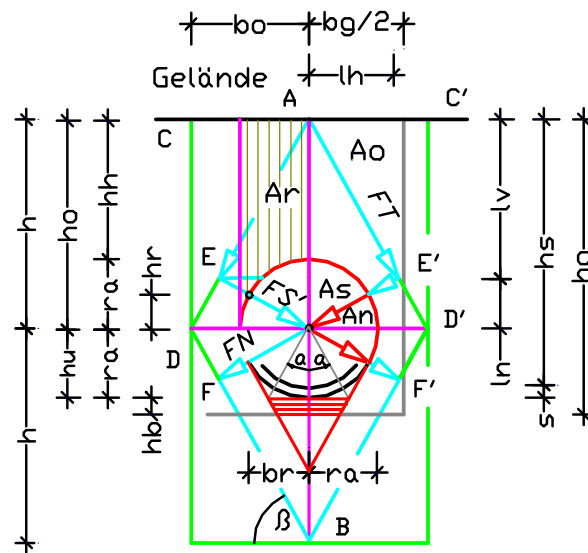 bo bg/2
Gelände lh
A C'
C Ao
hh Ar FT lv
h ho hs ho
E E'
hr FS' As
ra An
D D'
hu ra FN a a ln
F F'
hb s
h br ra
ß B